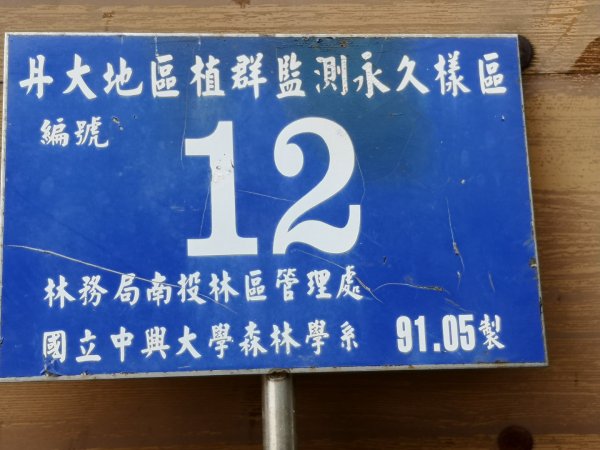 丹大地區植群監測永久樣區
編號
12
林務局南投林區管理處
國立中興大學森林學系 91.05製